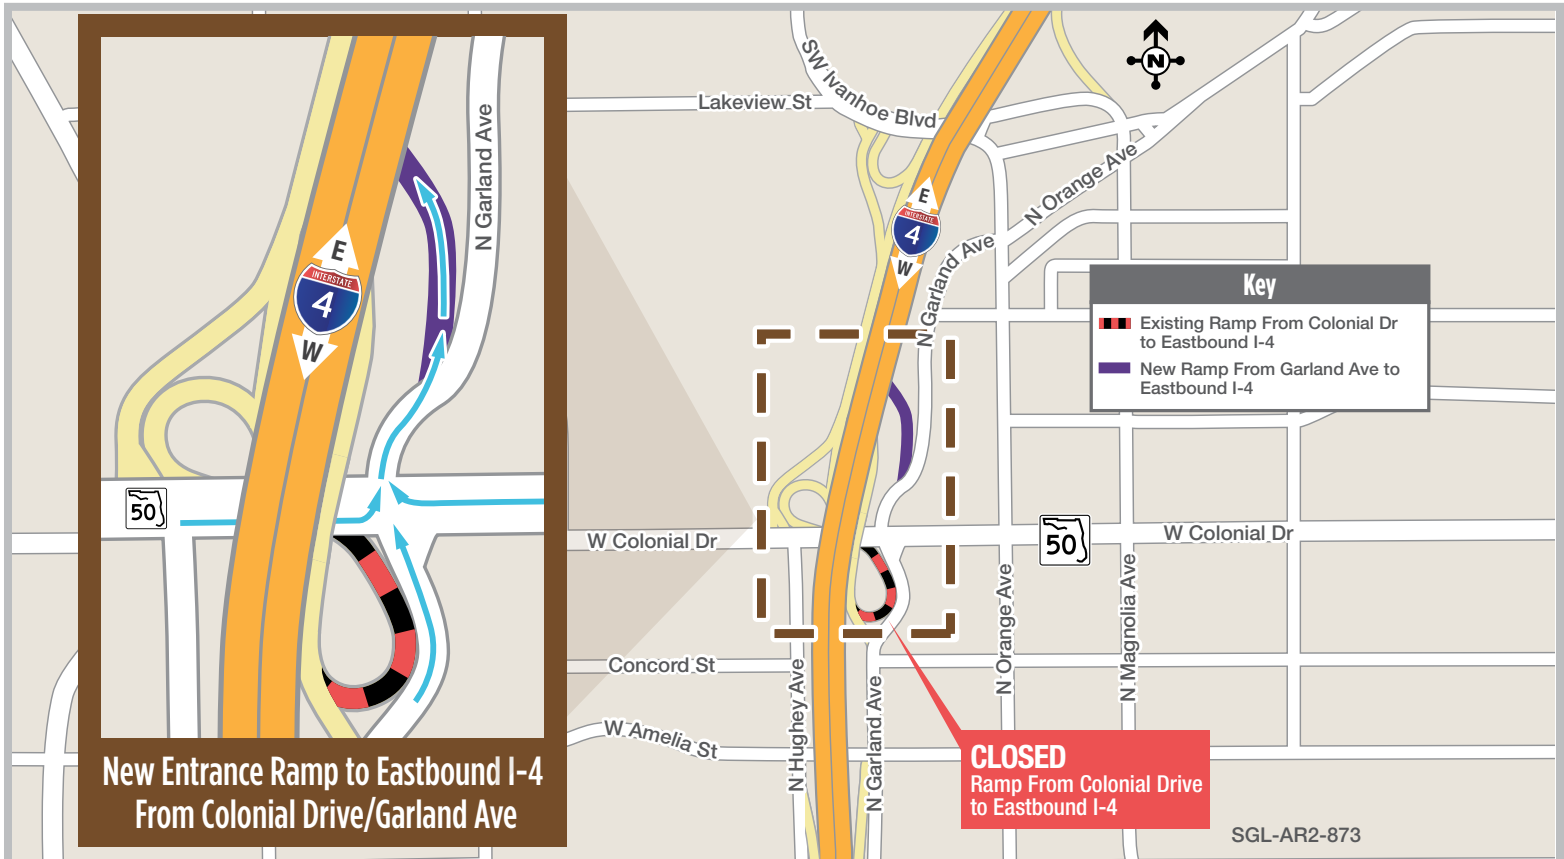 N Garland Ave
E
INTERSTATE
4
W
50
New Entrance Ramp to Eastbound I-4
From Colonial Drive/Garland Ave
N
SW Ivanhoe Blvd
Lakeview St
N Orange Ave
E
INTERSTATE
4
W
N Garland Ave
Key
Existing Ramp From Colonial Dr
to Eastbound I-4
New Ramp From Garland Ave to
Eastbound I-4
W Colonial Dr
50
W Colonial Dr
Concord St
W Amelia St
N Hughey Ave
N Garland Ave
N Orange Ave
N Magnolia Ave
CLOSED
Ramp From Colonial Drive
to Eastbound I-4
SGL-AR2-873